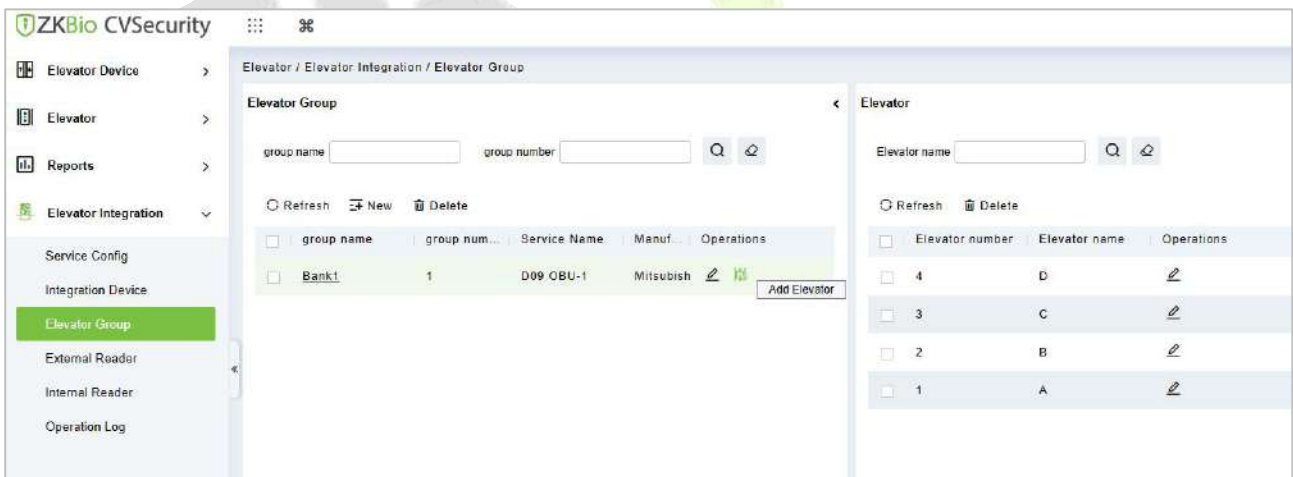 ZKBio CVSecurity
Elevator Device
Elevator
Reports
Elevator Integration
Service Config
Integration Device
Elevator Group
External Reader
Internal Reader
Operation Log
Elevator / Elevator Integration / Elevator Group
Elevator Group
group name
group number
Refresh New Delete
group name group num... Service Name Manuf... Operations
Bank1 1 D09 OBU-1 Mitsubish
Add Elevator
Elevator
Elevator name
Refresh Delete
Elevator number Elevator name Operations
4 D
3 C
2 B
1 A